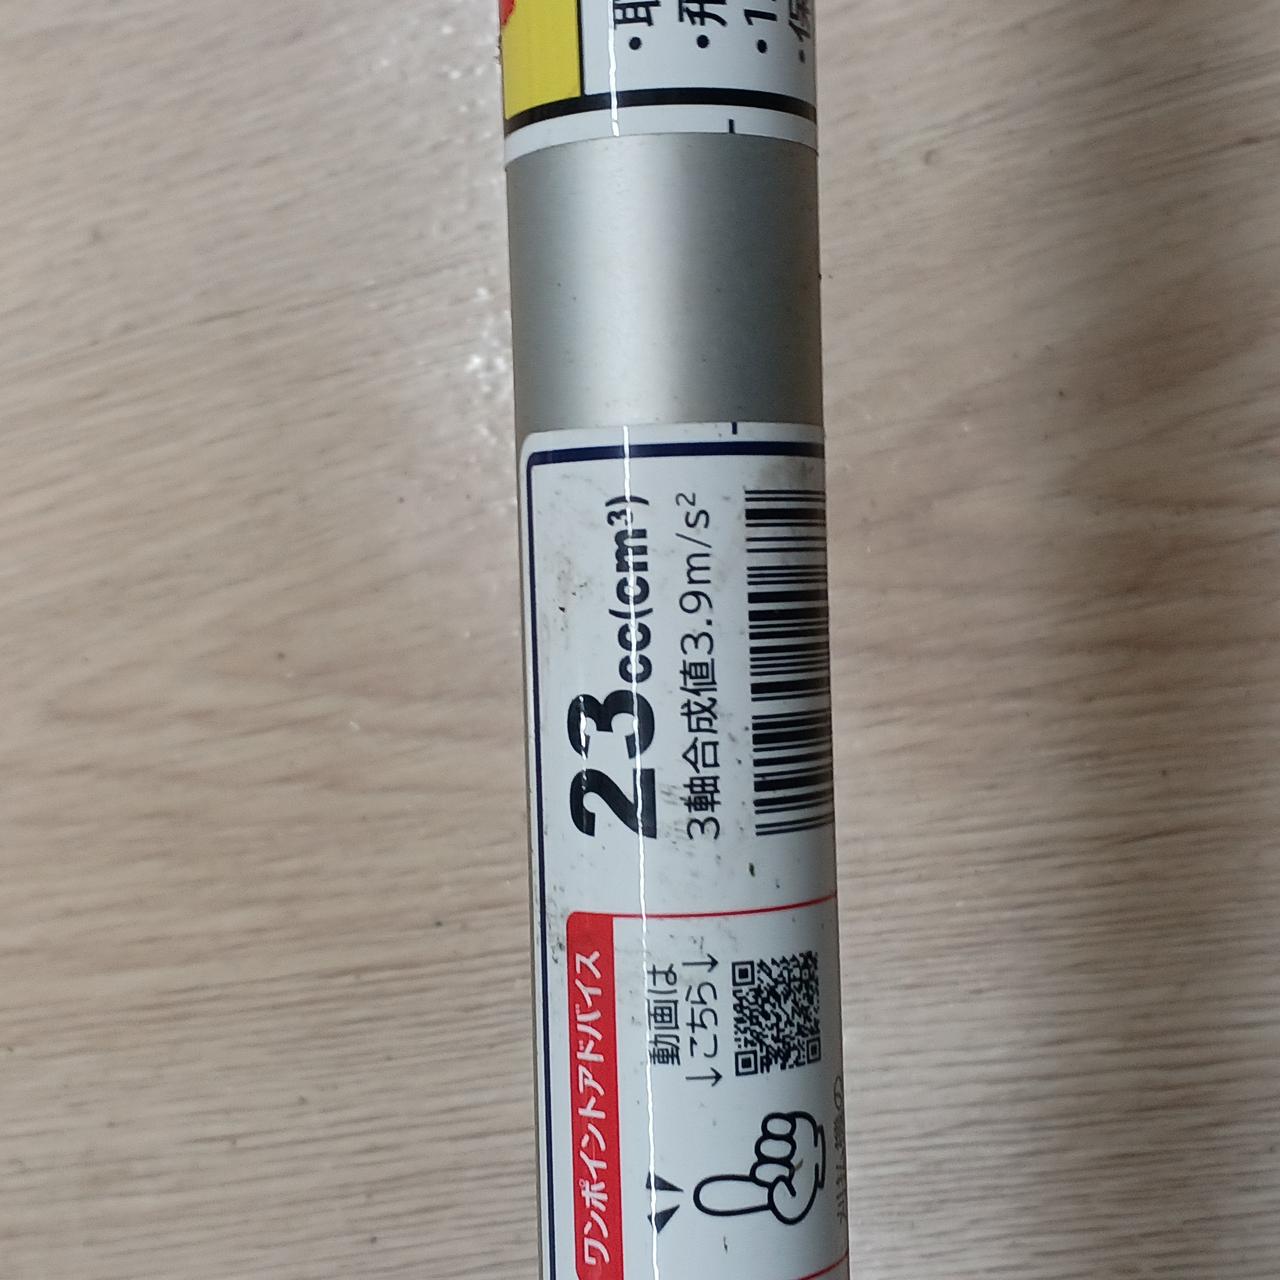 23cc(cm³)
3軸合成値3.9m/s²
ワンポイントアドバイス
動画は
↓こちら↓